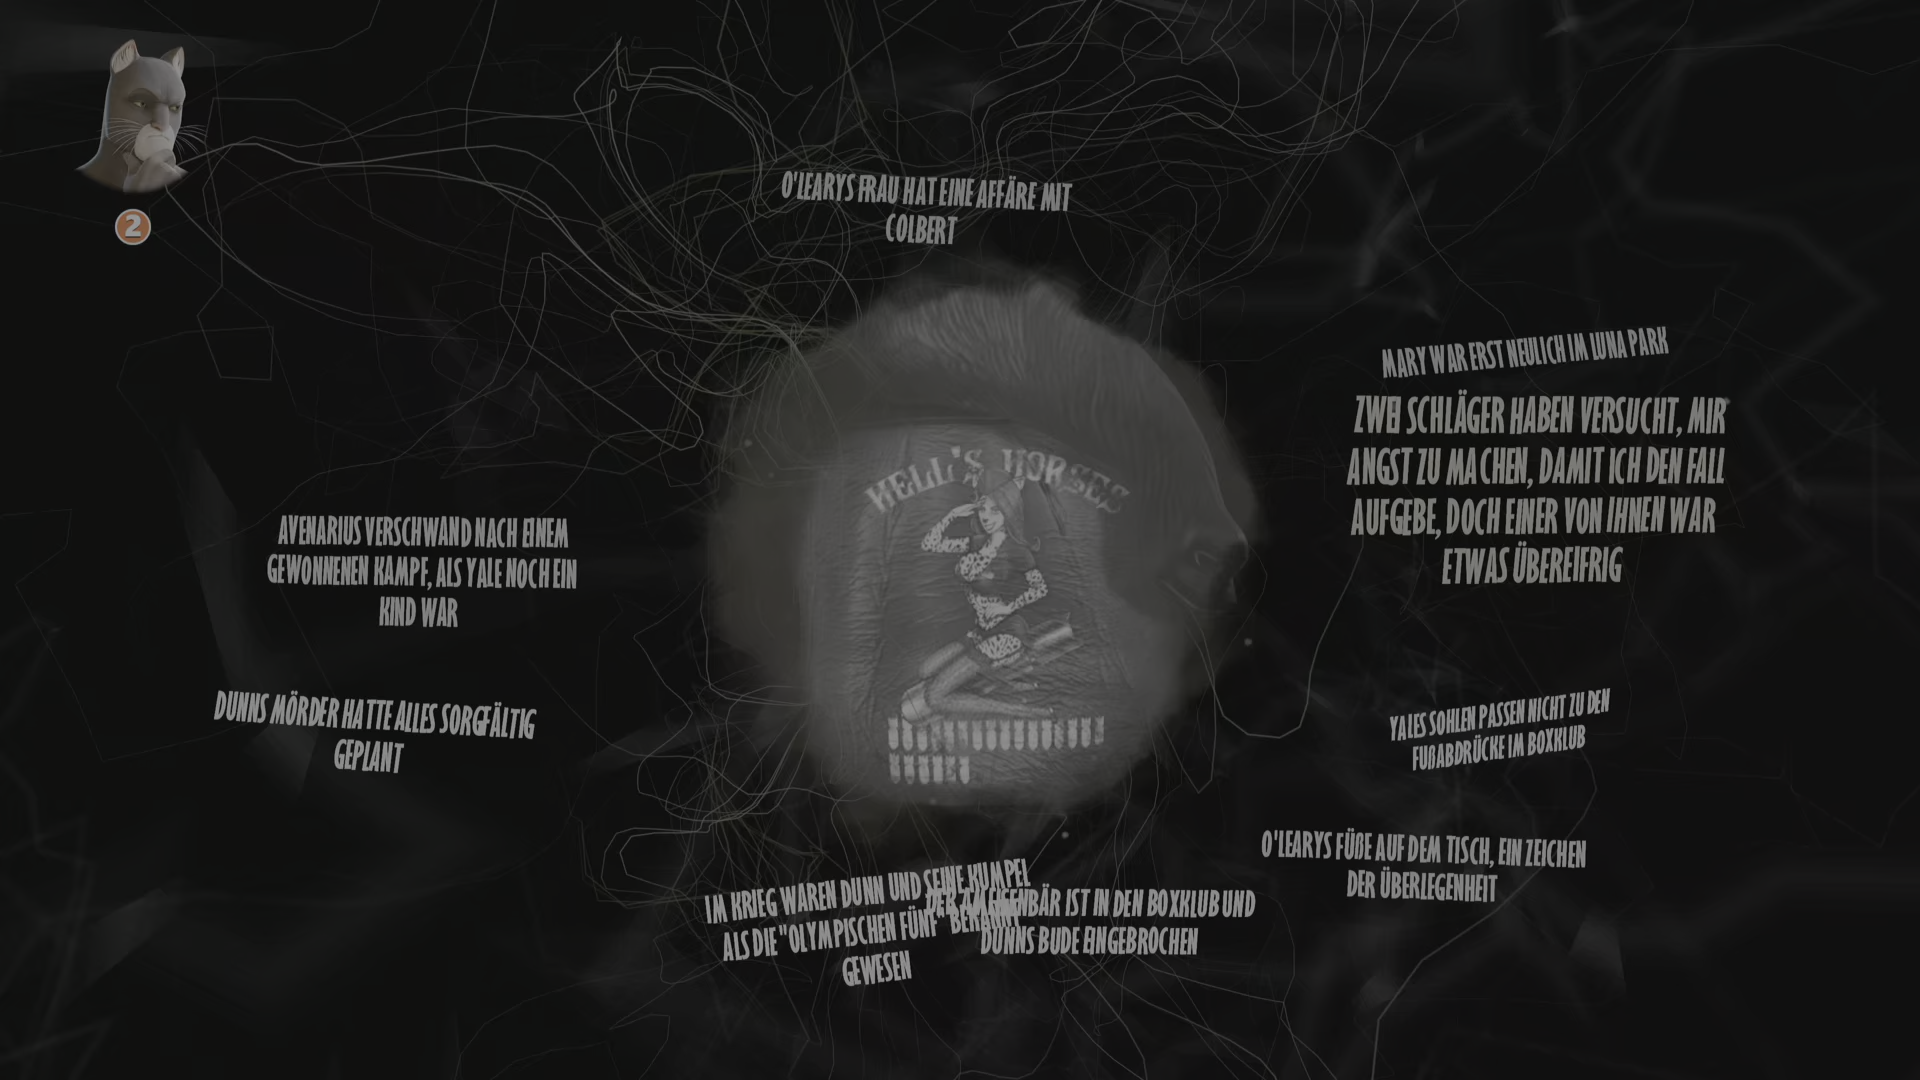 2
O'LEARYS FRAU HAT EINE AFFÄRE MIT
COLBERT
MARY WAR ERST NEULICH IM LUNA PARK
ZWEI SCHLÄGER HABEN VERSUCHT, MIR
ANGST ZU MACHEN, DAMIT ICH DEN FALL
AUFGEBE, DOCH EINER VON IHNEN WAR
ETWAS ÜBEREIFRIG
HELL'S HORSES
AVENARIUS VERSCHWAND NACH EINEM
GEWONNENEN KAMPF, ALS YALE NOCH EIN
KIND WAR
DUNNS MÖRDER HATTE ALLES SORGFÄLTIG
GEPLANT
YALES SOHLEN PASSEN NICHT ZU DEN
FUßABDRÜCKE IM BOXKLUB
O'LEARYS FÜßE AUF DEM TISCH, EIN ZEICHEN
DER ÜBERLEGENHEIT
IM KRIEG WAREN DUNN UND SEINE KUMPEL
ALS DIE "OLYMPISCHEN FÜNF" BEKANNT
GEWESEN
DER AMEISENBÄR IST IN DEN BOXKLUB UND
DUNNS BUDE EINGEBROCHEN